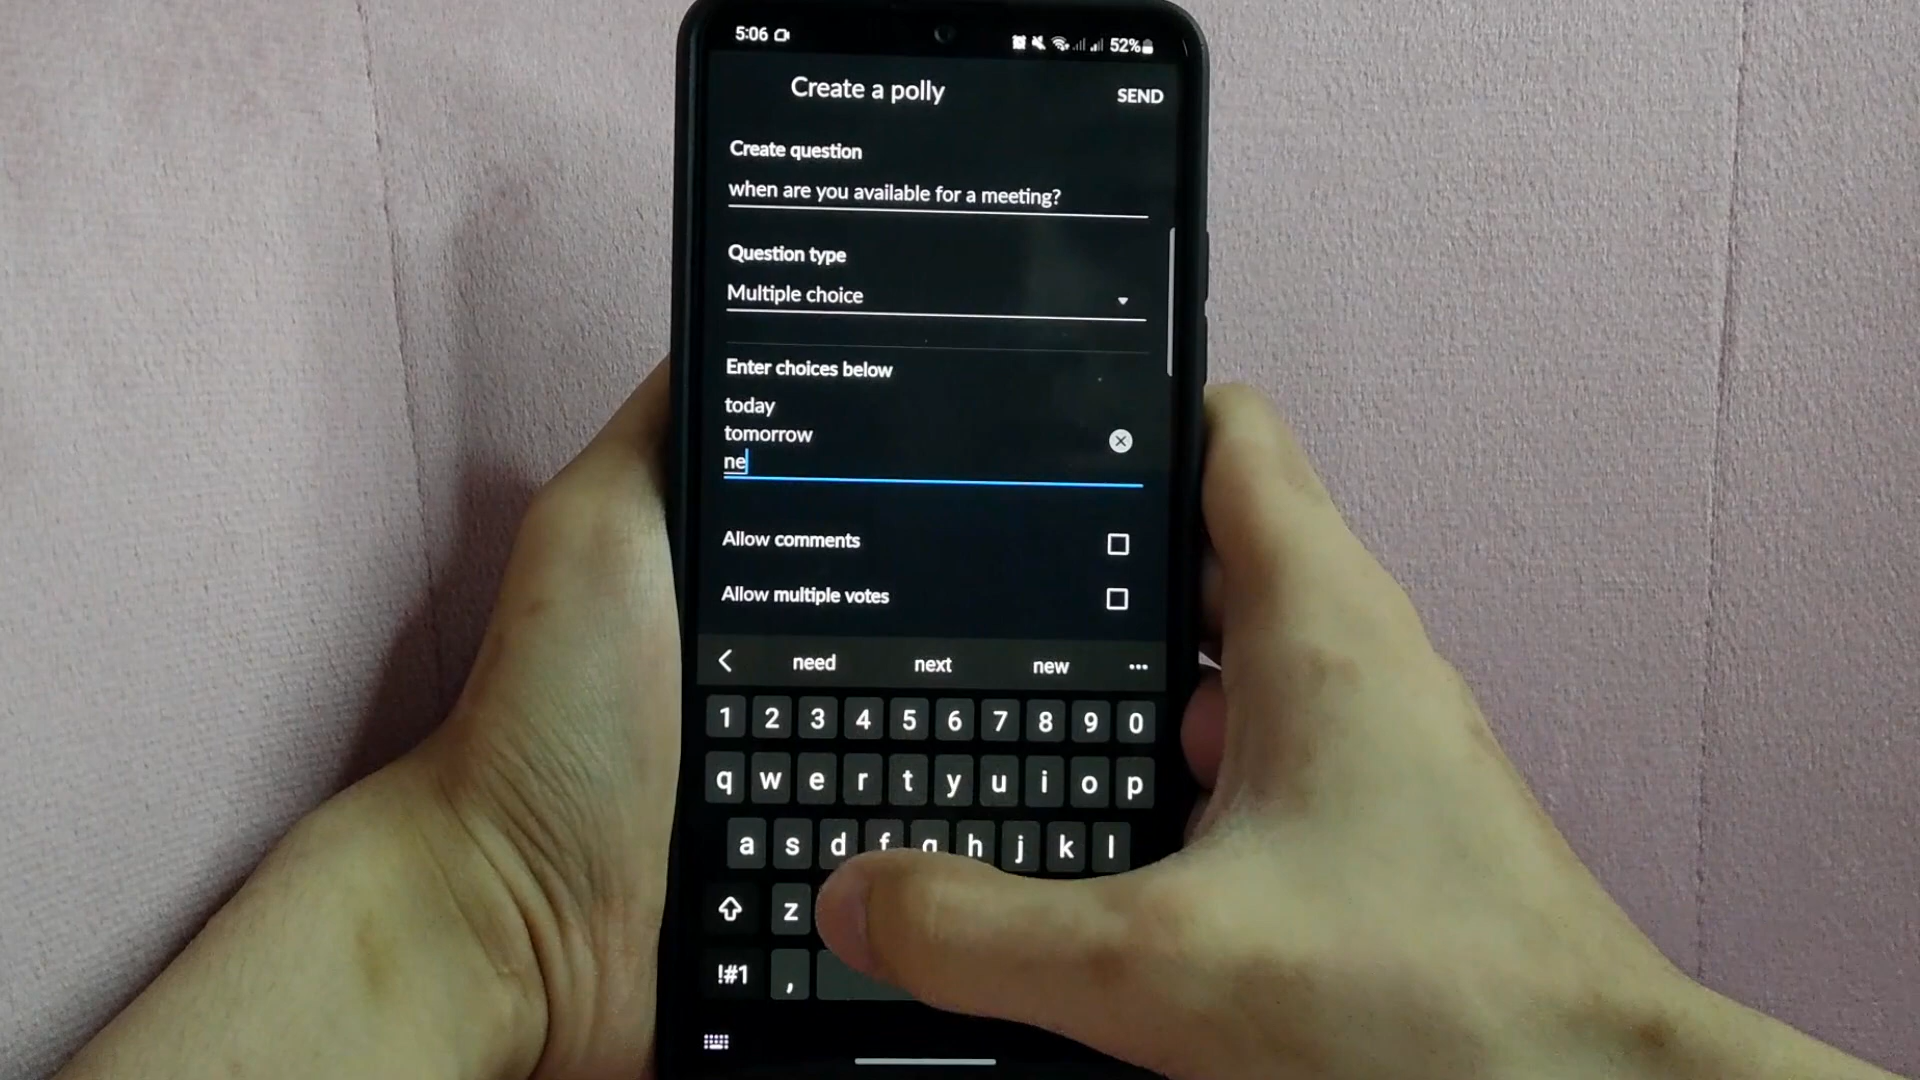 5:06 52%
Create a polly SEND
Create question
when are you available for a meeting?
Question type
Multiple choice
Enter choices below
today
tomorrow
ne
Allow comments
Allow multiple votes
need next new ...
1 2 3 4 5 6 7 8 9 0
q w e r t y u i o p
a s d f g h j k l
z
!#1 ,